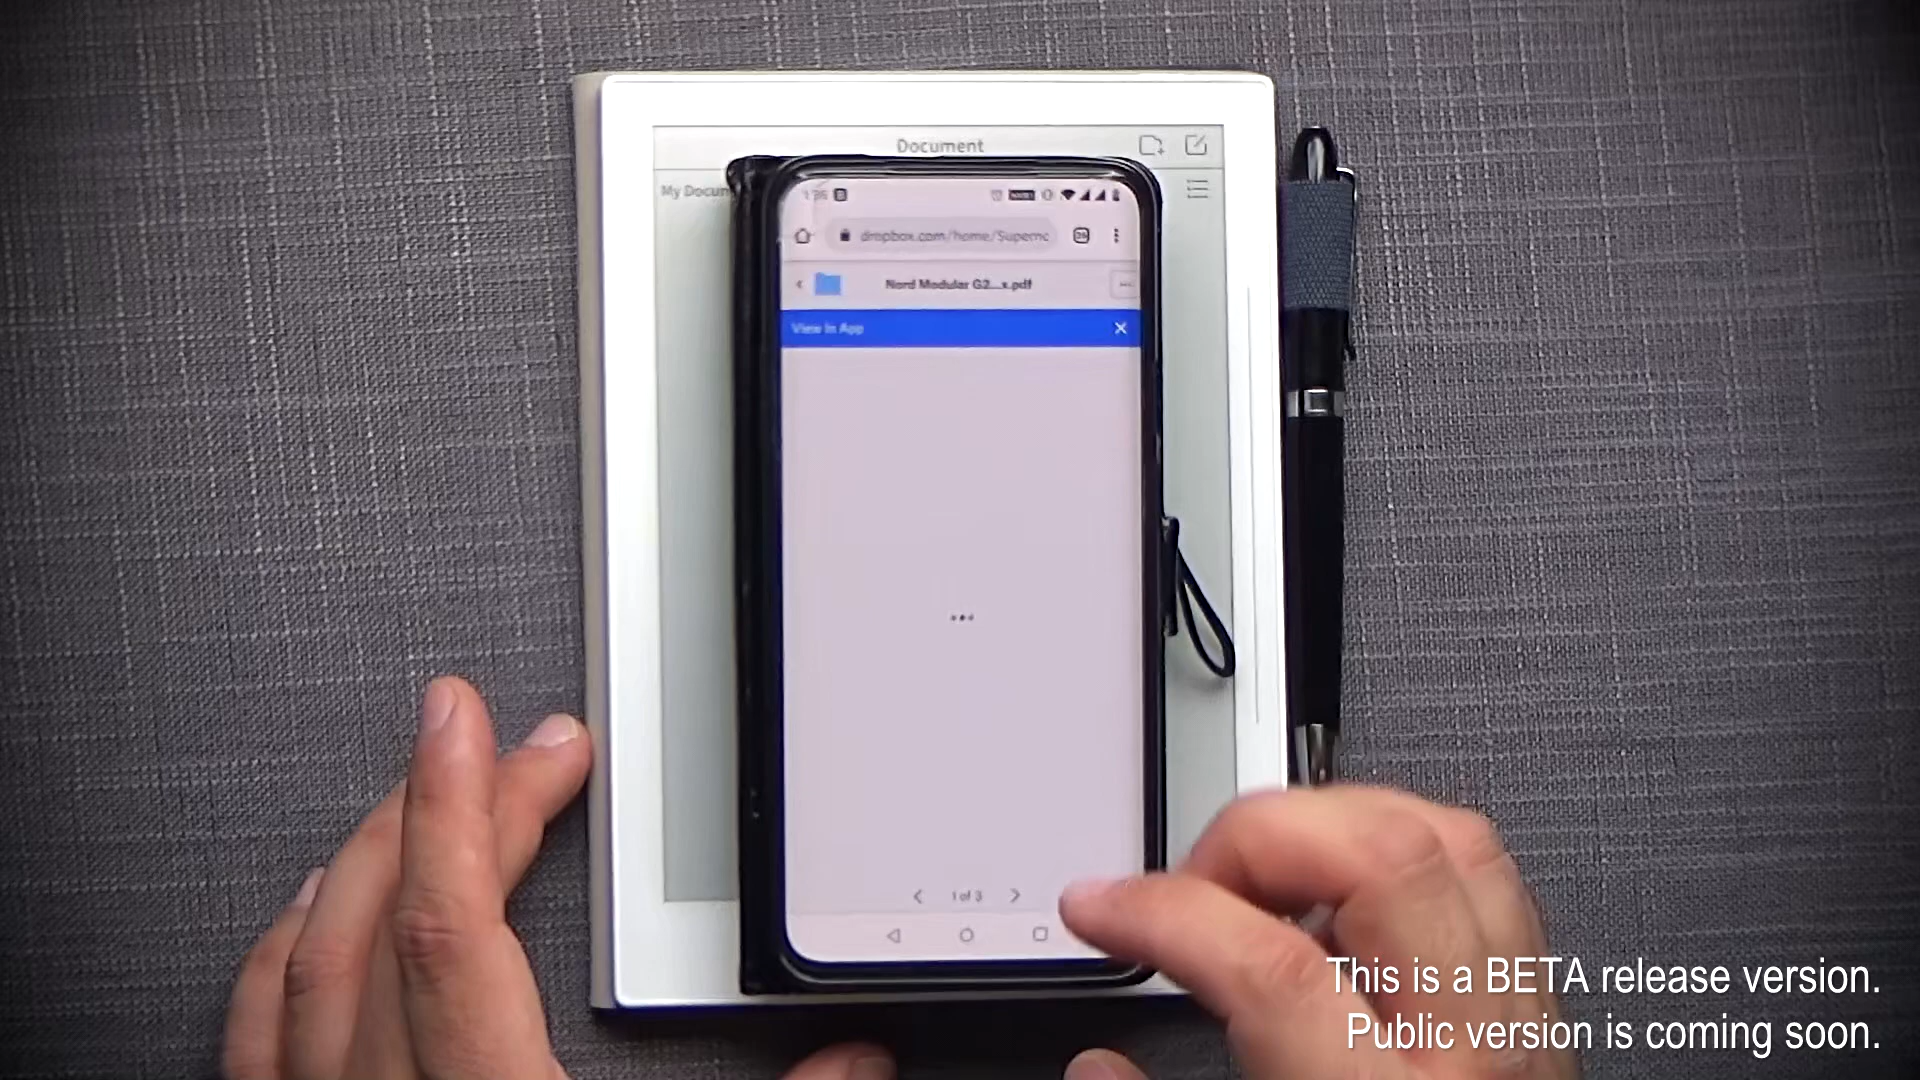 Document
My Docum
dropbox.com/home/Superno
Nord Modular G2...x.pdf
View in App
1 of 3
This is a BETA release version.
Public version is coming soon.